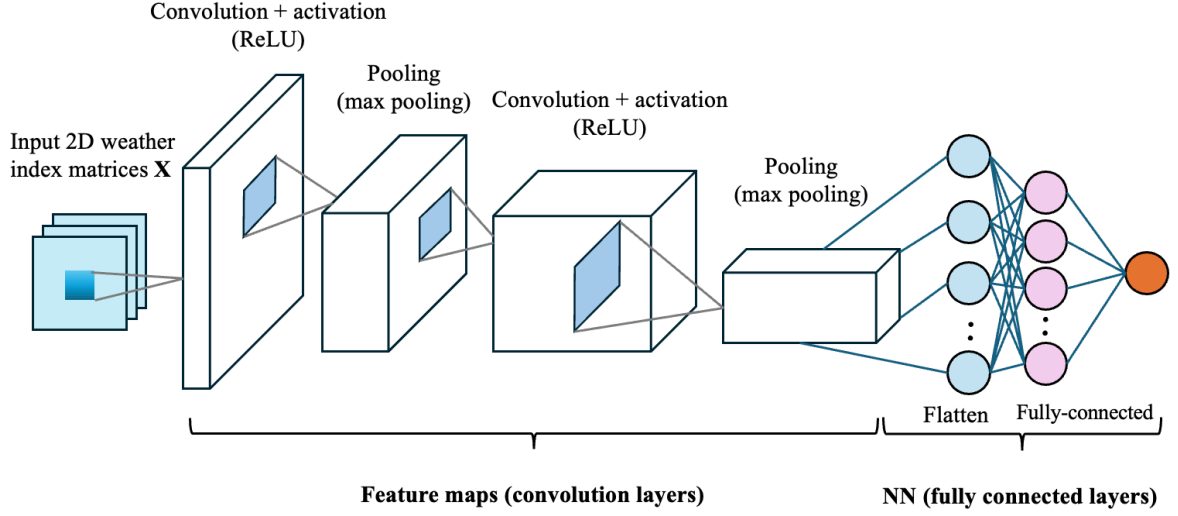 Convolution + activation
(ReLU)
Pooling
(max pooling)
Convolution + activation
(ReLU)
Input 2D weather
index matrices X
Pooling
(max pooling)
Flatten
Fully-connected
Feature maps (convolution layers)
NN (fully connected layers)